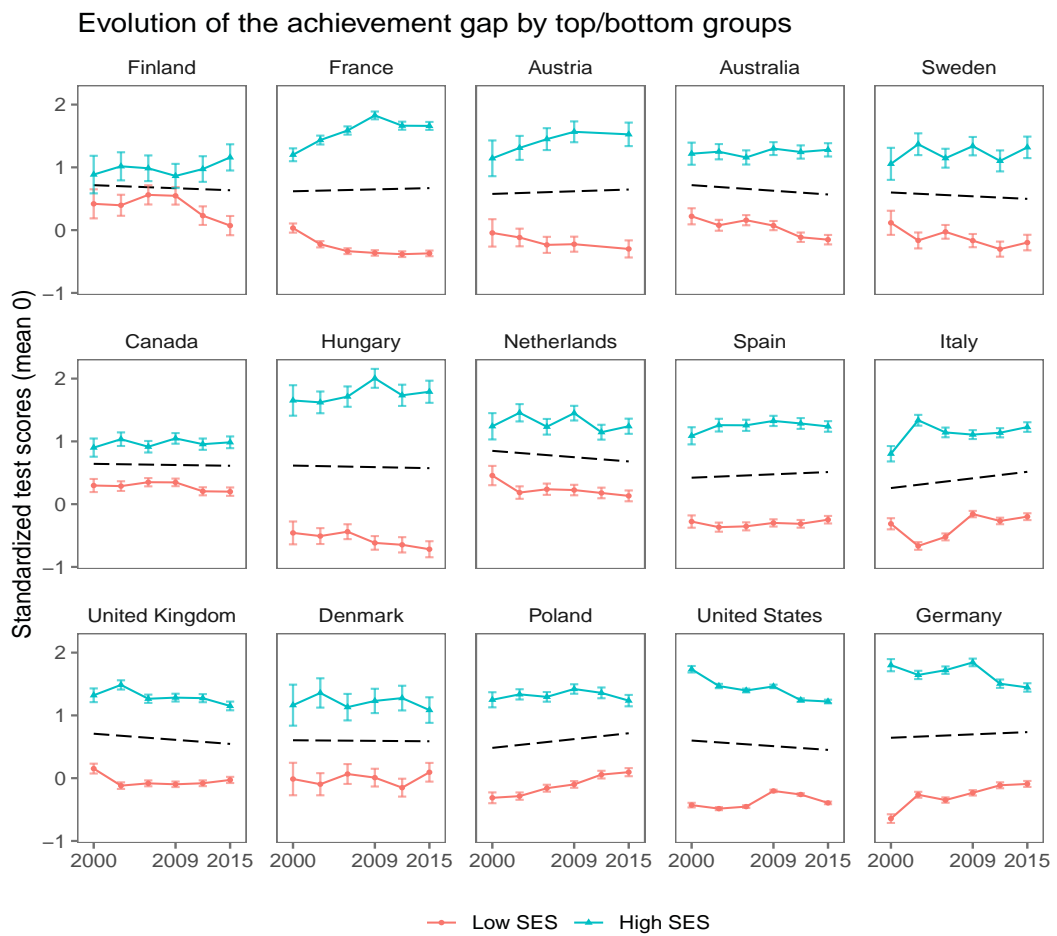 Evolution of the achievement gap by top/bottom groups
Finland France Austria Australia Sweden
2
1
0
−1
Canada Hungary Netherlands Spain Italy
2
1
0
−1
United Kingdom Denmark Poland United States Germany
2
1
0
−1
2000 2009 2015 2000 2009 2015 2000 2009 2015 2000 2009 2015 2000 2009 2015
Standardized test scores (mean 0)
Low SES High SES